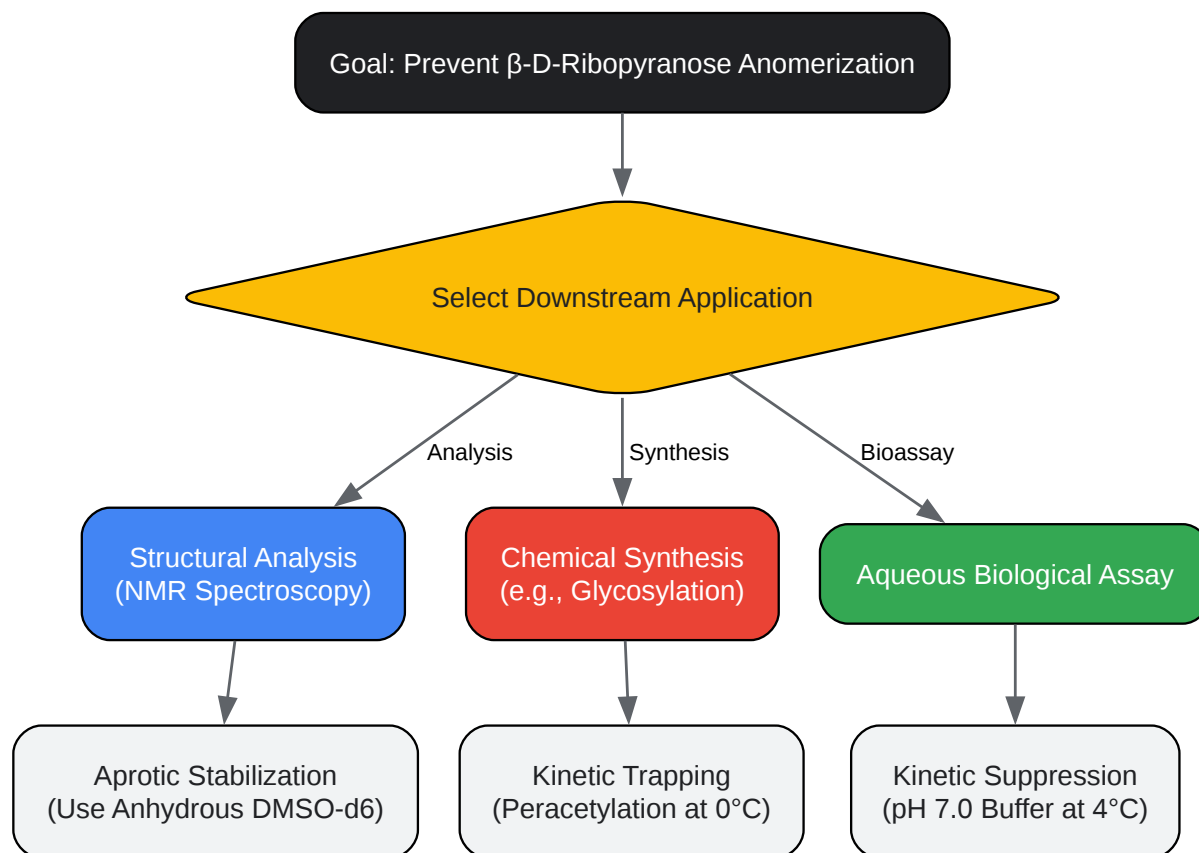 Goal: Prevent β-D-Ribopyranose Anomerization
Select Downstream Application
Analysis
Synthesis
Bioassay
Structural Analysis
(NMR Spectroscopy)
Chemical Synthesis
(e.g., Glycosylation)
Aqueous Biological Assay
Aprotic Stabilization
(Use Anhydrous DMSO-d6)
Kinetic Trapping
(Peracetylation at 0°C)
Kinetic Suppression
(pH 7.0 Buffer at 4°C)